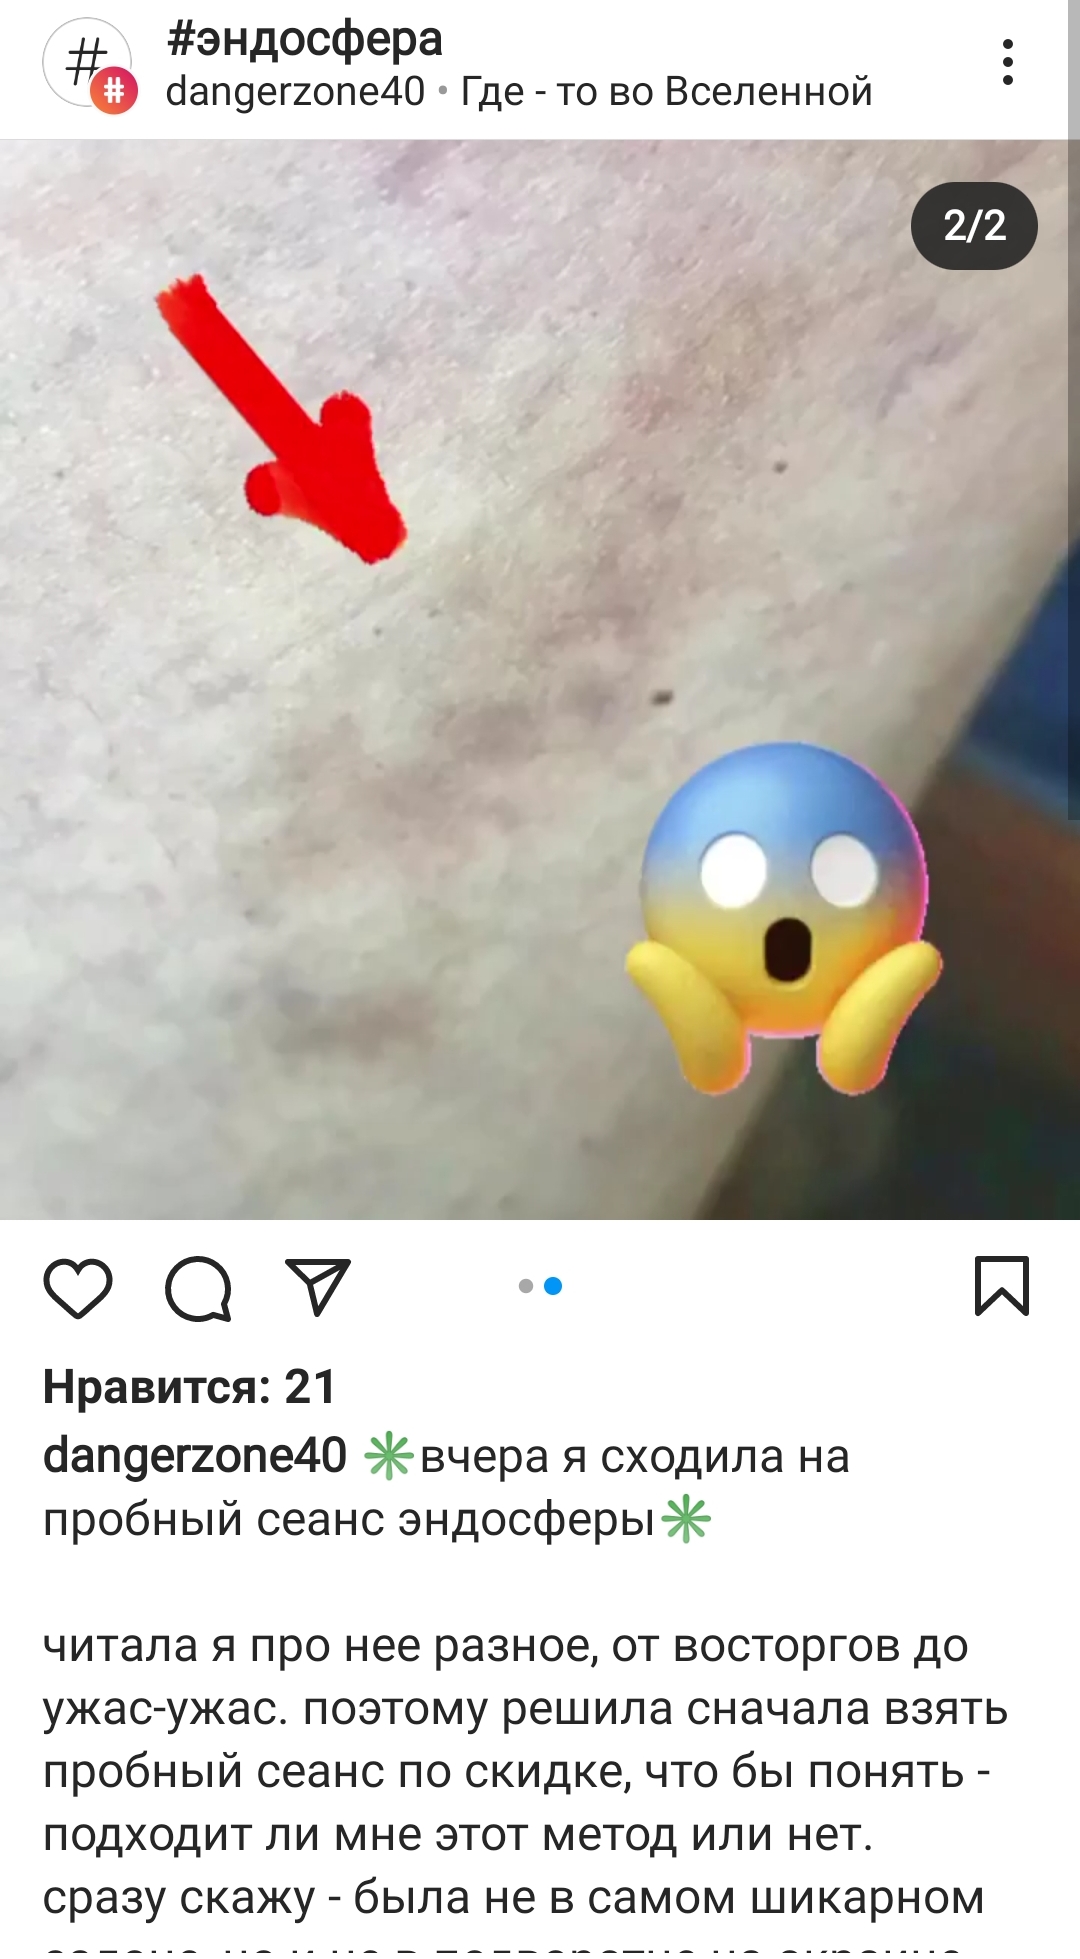 #эндосфера
dangerzone40 • Где - то во Вселенной
2/2
Нравится: 21
dangerzone40 ✳вчера я сходила на
пробный сеанс эндосферы✳
читала я про нее разное, от восторгов до
ужас-ужас. поэтому решила сначала взять
пробный сеанс по скидке, что бы понять -
подходит ли мне этот метод или нет.
сразу скажу - была не в самом шикарном